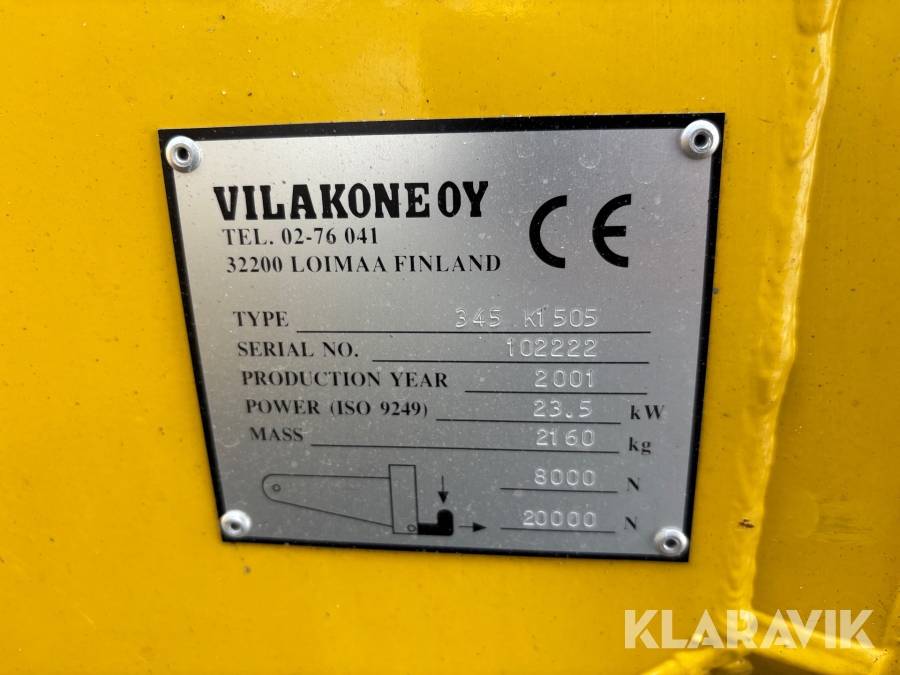 VILAKONE OY
TEL. 02-76 041
32200 LOIMAA FINLAND
CE
TYPE 345 K1505
SERIAL NO. 102222
PRODUCTION YEAR 2001
POWER (ISO 9249) 23.5 kW
MASS 2160 kg
8000 N
20000 N
KLARAVIK